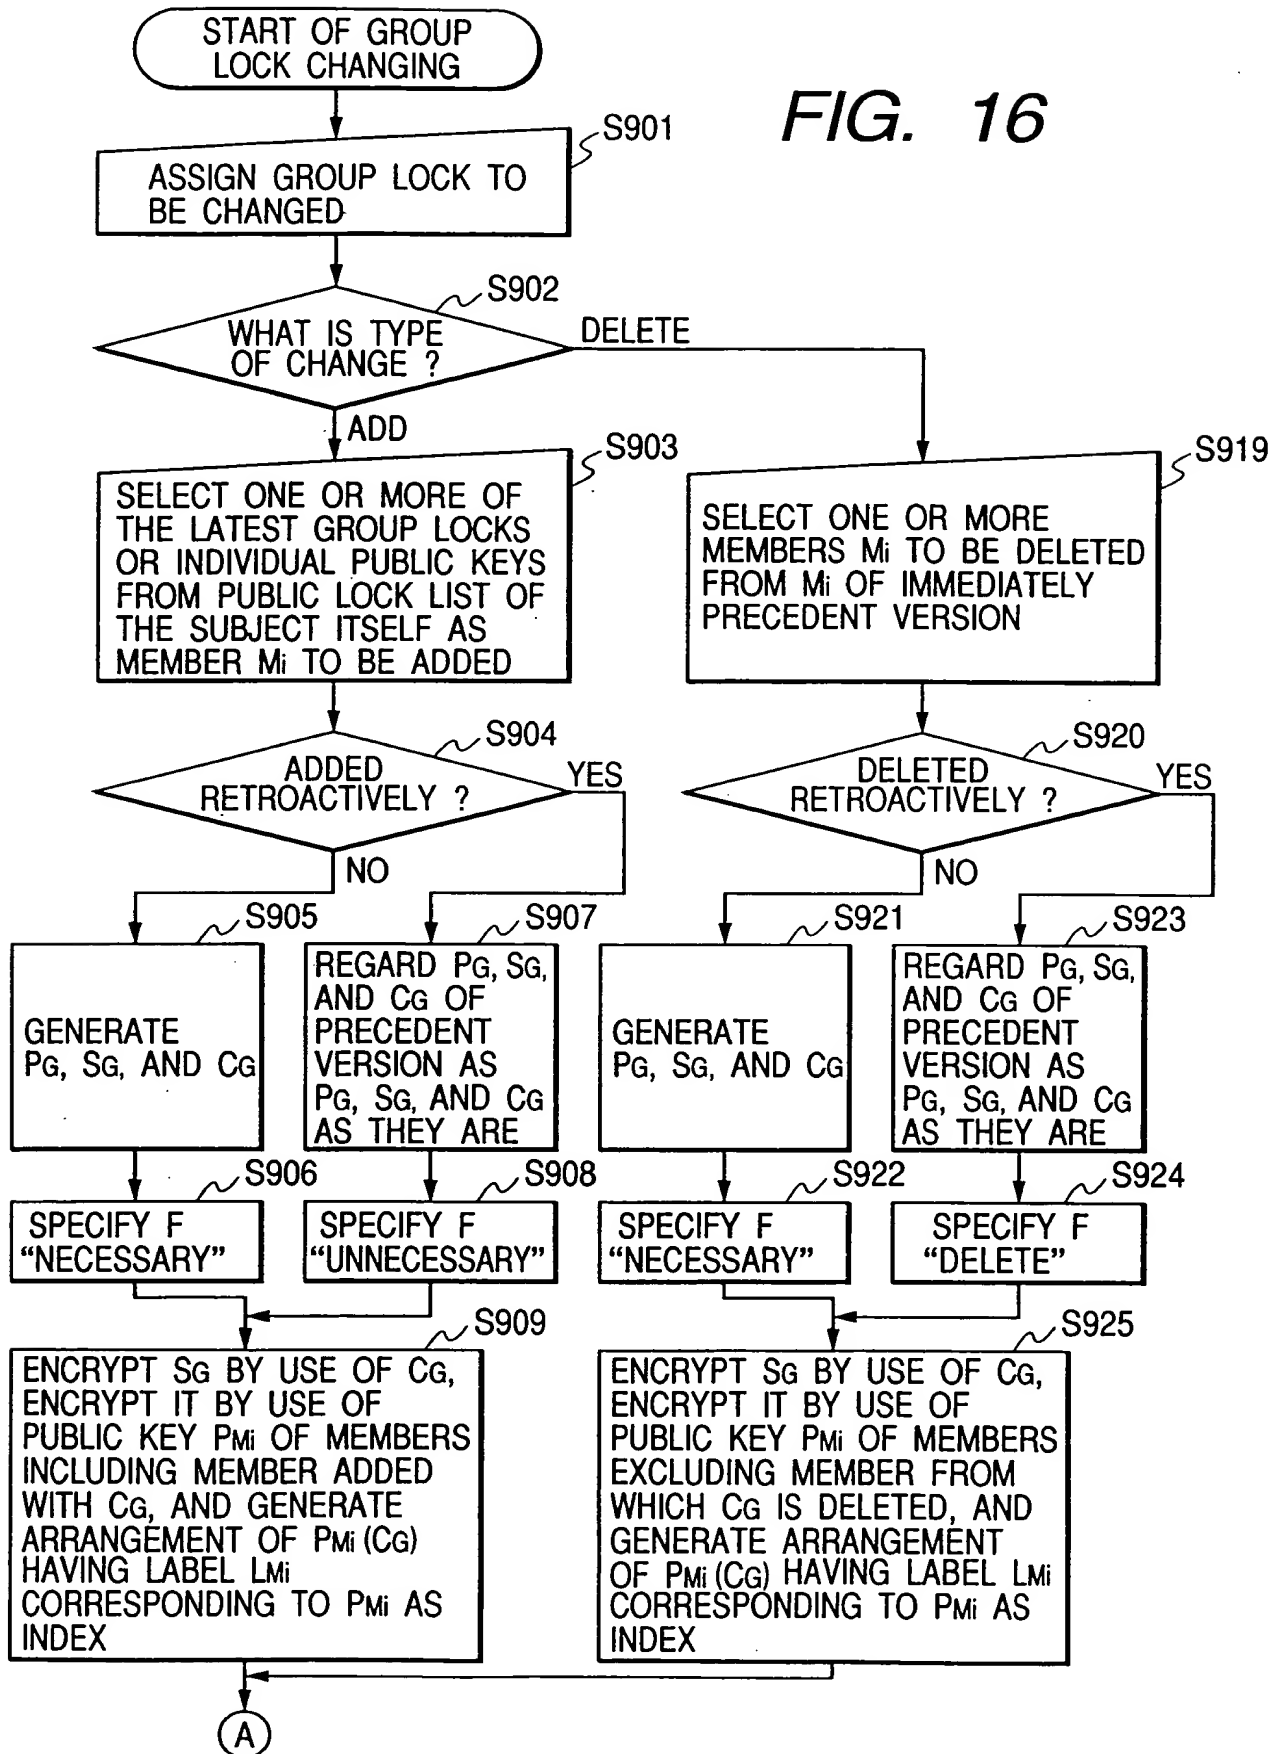 START OF GROUP
LOCK CHANGING
FIG. 16
S901
ASSIGN GROUP LOCK TO
BE CHANGED
S902
WHAT IS TYPE
OF CHANGE ?
DELETE
ADD
S903
SELECT ONE OR MORE OF
THE LATEST GROUP LOCKS
OR INDIVIDUAL PUBLIC KEYS
FROM PUBLIC LOCK LIST OF
THE SUBJECT ITSELF AS
MEMBER Mi TO BE ADDED
S919
SELECT ONE OR MORE
MEMBERS Mi TO BE DELETED
FROM Mi OF IMMEDIATELY
PRECEDENT VERSION
S904
ADDED
RETROACTIVELY ?
YES
NO
S920
DELETED
RETROACTIVELY ?
YES
NO
S905
GENERATE
PG, SG, AND CG
S907
REGARD PG, SG,
AND CG OF
PRECEDENT
VERSION AS
PG, SG, AND CG
AS THEY ARE
S921
GENERATE
PG, SG, AND CG
S923
REGARD PG, SG,
AND CG OF
PRECEDENT
VERSION AS
PG, SG, AND CG
AS THEY ARE
S906
SPECIFY F
“NECESSARY”
S908
SPECIFY F
“UNNECESSARY”
S922
SPECIFY F
“NECESSARY”
S924
SPECIFY F
“DELETE”
S909
ENCRYPT SG BY USE OF CG,
ENCRYPT IT BY USE OF
PUBLIC KEY PMi OF MEMBERS
INCLUDING MEMBER ADDED
WITH CG, AND GENERATE
ARRANGEMENT OF PMi (CG)
HAVING LABEL LMi
CORRESPONDING TO PMi AS
INDEX
S925
ENCRYPT SG BY USE OF CG,
ENCRYPT IT BY USE OF
PUBLIC KEY PMi OF MEMBERS
EXCLUDING MEMBER FROM
WHICH CG IS DELETED, AND
GENERATE ARRANGEMENT
OF PMi (CG) HAVING LABEL LMi
CORRESPONDING TO PMi AS
INDEX
A